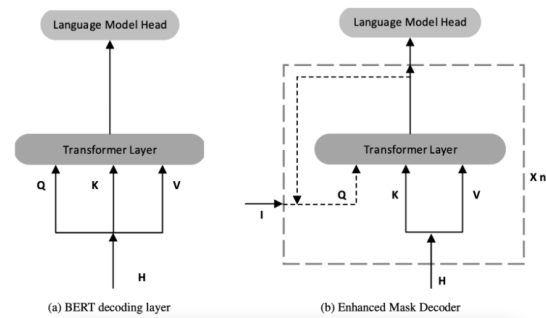 Language Model Head
Transformer Layer
Q
K
V
H
(a) BERT decoding layer
Language Model Head
Transformer Layer
Q
K
V
X n
I
H
(b) Enhanced Mask Decoder